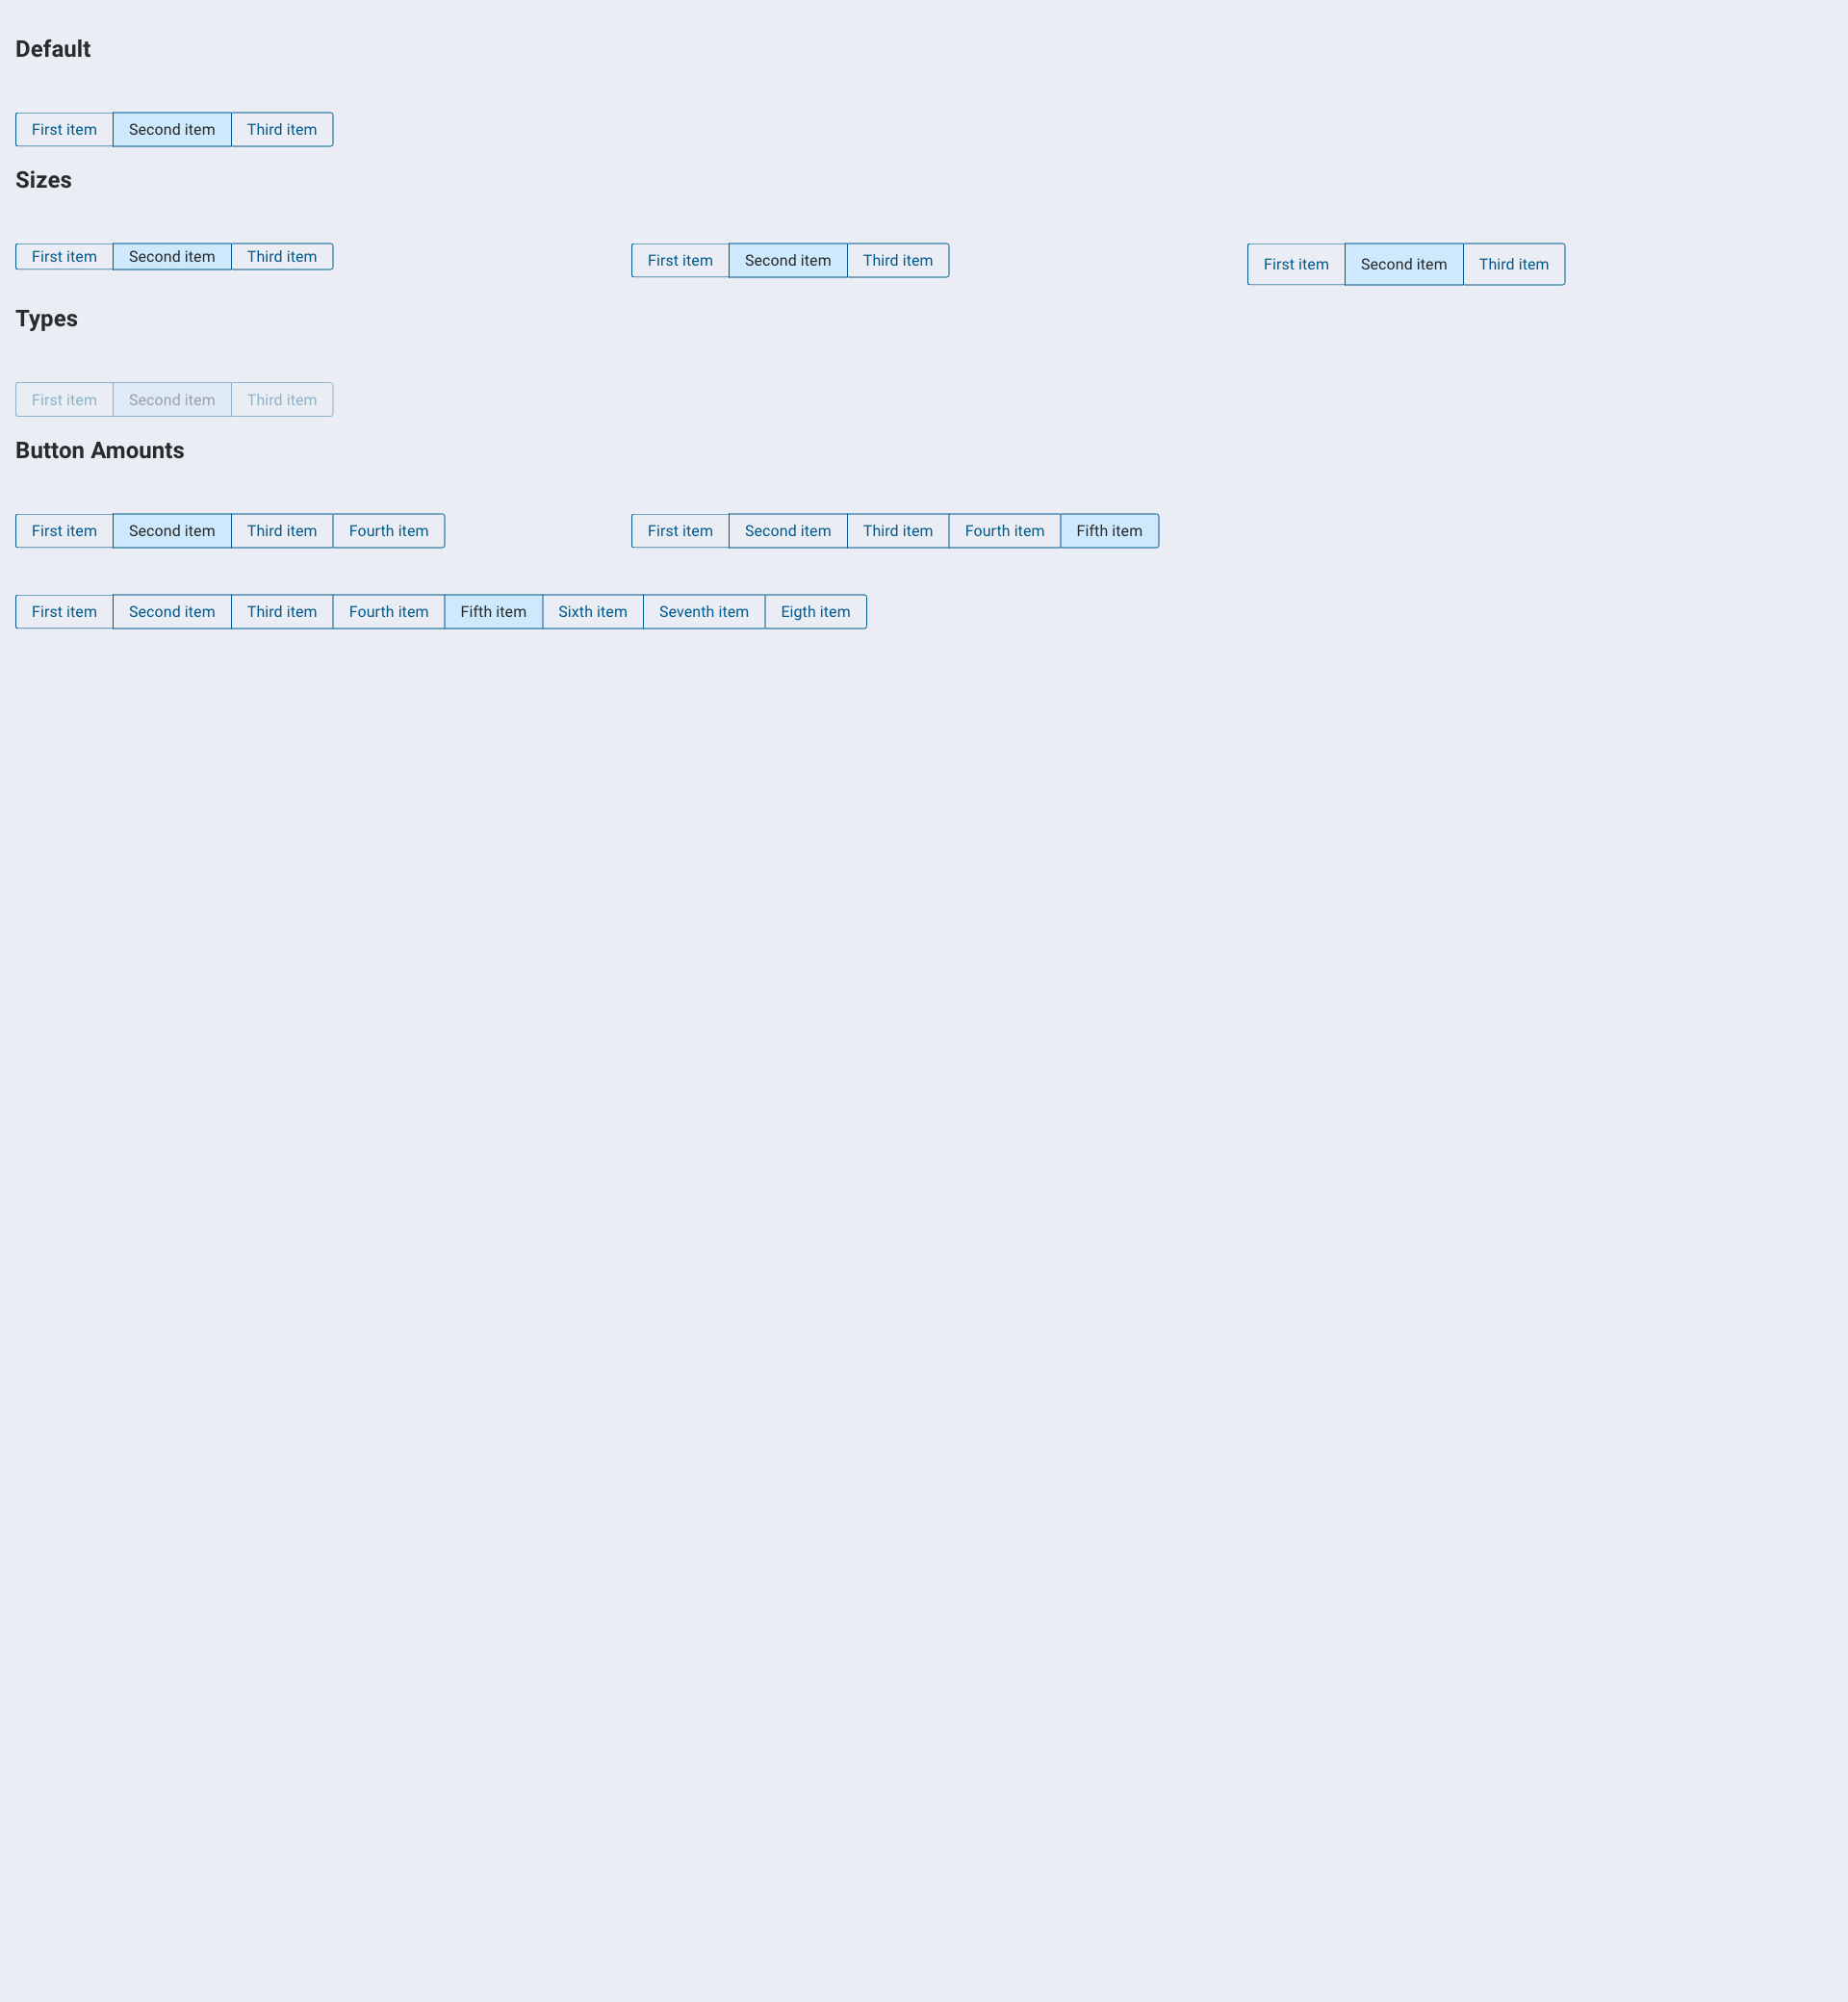 Default
First item Second item Third item
Sizes
First item Second item Third item First item Second item Third item First item Second item Third item
Types
First item Second item Third item
Button Amounts
First item Second item Third item Fourth item First item Second item Third item Fourth item Fifth item
First item Second item Third item Fourth item Fifth item Sixth item Seventh item Eigth item